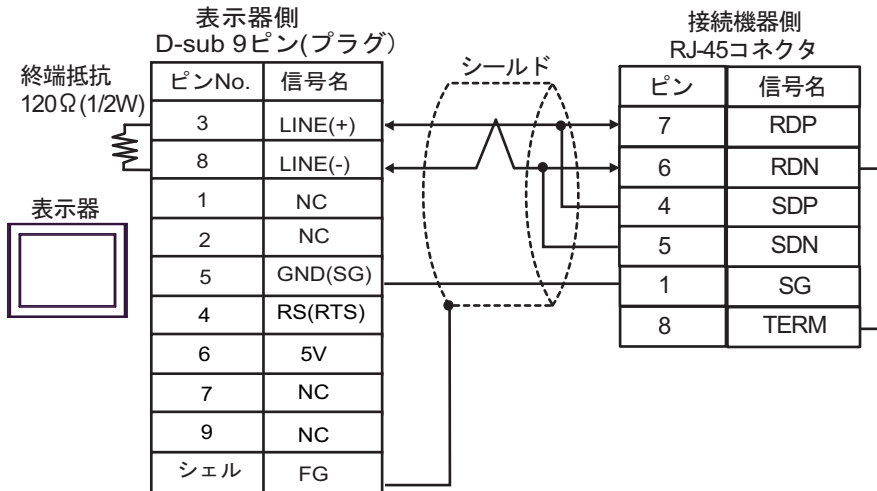 表示器側
D-sub 9ピン(プラグ)
接続機器側
RJ-45コネクタ
シールド
終端抵抗
120Ω(1/2W)
表示器
ピンNo. 信号名
3 LINE(+)
8 LINE(-)
1 NC
2 NC
5 GND(SG)
4 RS(RTS)
6 5V
7 NC
9 NC
シェル FG
ピン 信号名
7 RDP
6 RDN
4 SDP
5 SDN
1 SG
8 TERM